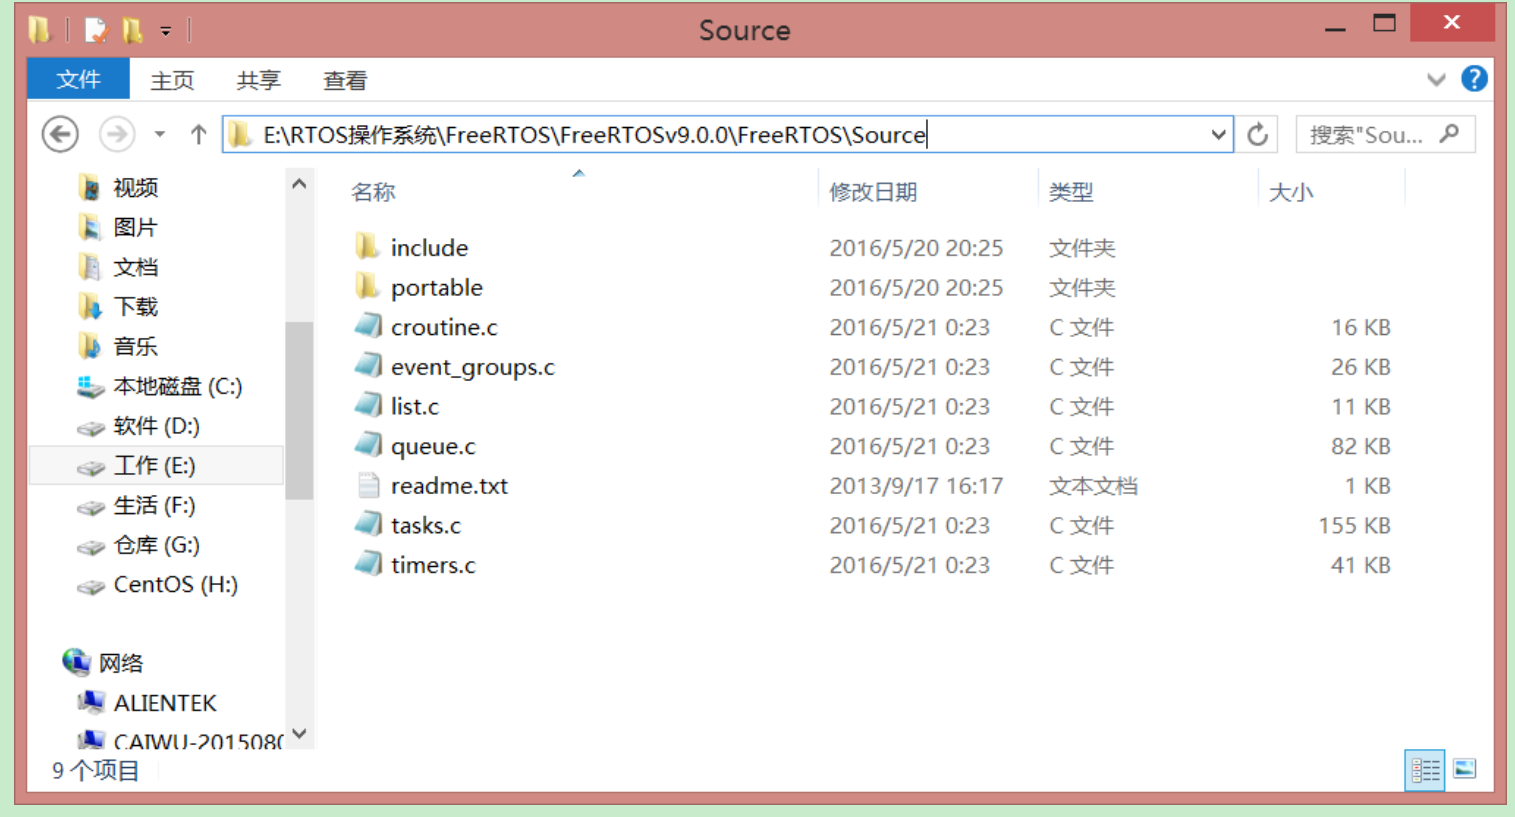 Source
文件 主页 共享 查看
E:\RTOS操作系统\FreeRTOS\FreeRTOSv9.0.0\FreeRTOS\Source 搜索"Sou...
视频
图片
文档
下载
音乐
本地磁盘 (C:)
软件 (D:)
工作 (E:)
生活 (F:)
仓库 (G:)
CentOS (H:)
网络
ALIENTEK
CAIWU-2015080
名称 修改日期 类型 大小
include 2016/5/20 20:25 文件夹
portable 2016/5/20 20:25 文件夹
croutine.c 2016/5/21 0:23 C 文件 16 KB
event_groups.c 2016/5/21 0:23 C 文件 26 KB
list.c 2016/5/21 0:23 C 文件 11 KB
queue.c 2016/5/21 0:23 C 文件 82 KB
readme.txt 2013/9/17 16:17 文本文档 1 KB
tasks.c 2016/5/21 0:23 C 文件 155 KB
timers.c 2016/5/21 0:23 C 文件 41 KB
9 个项目